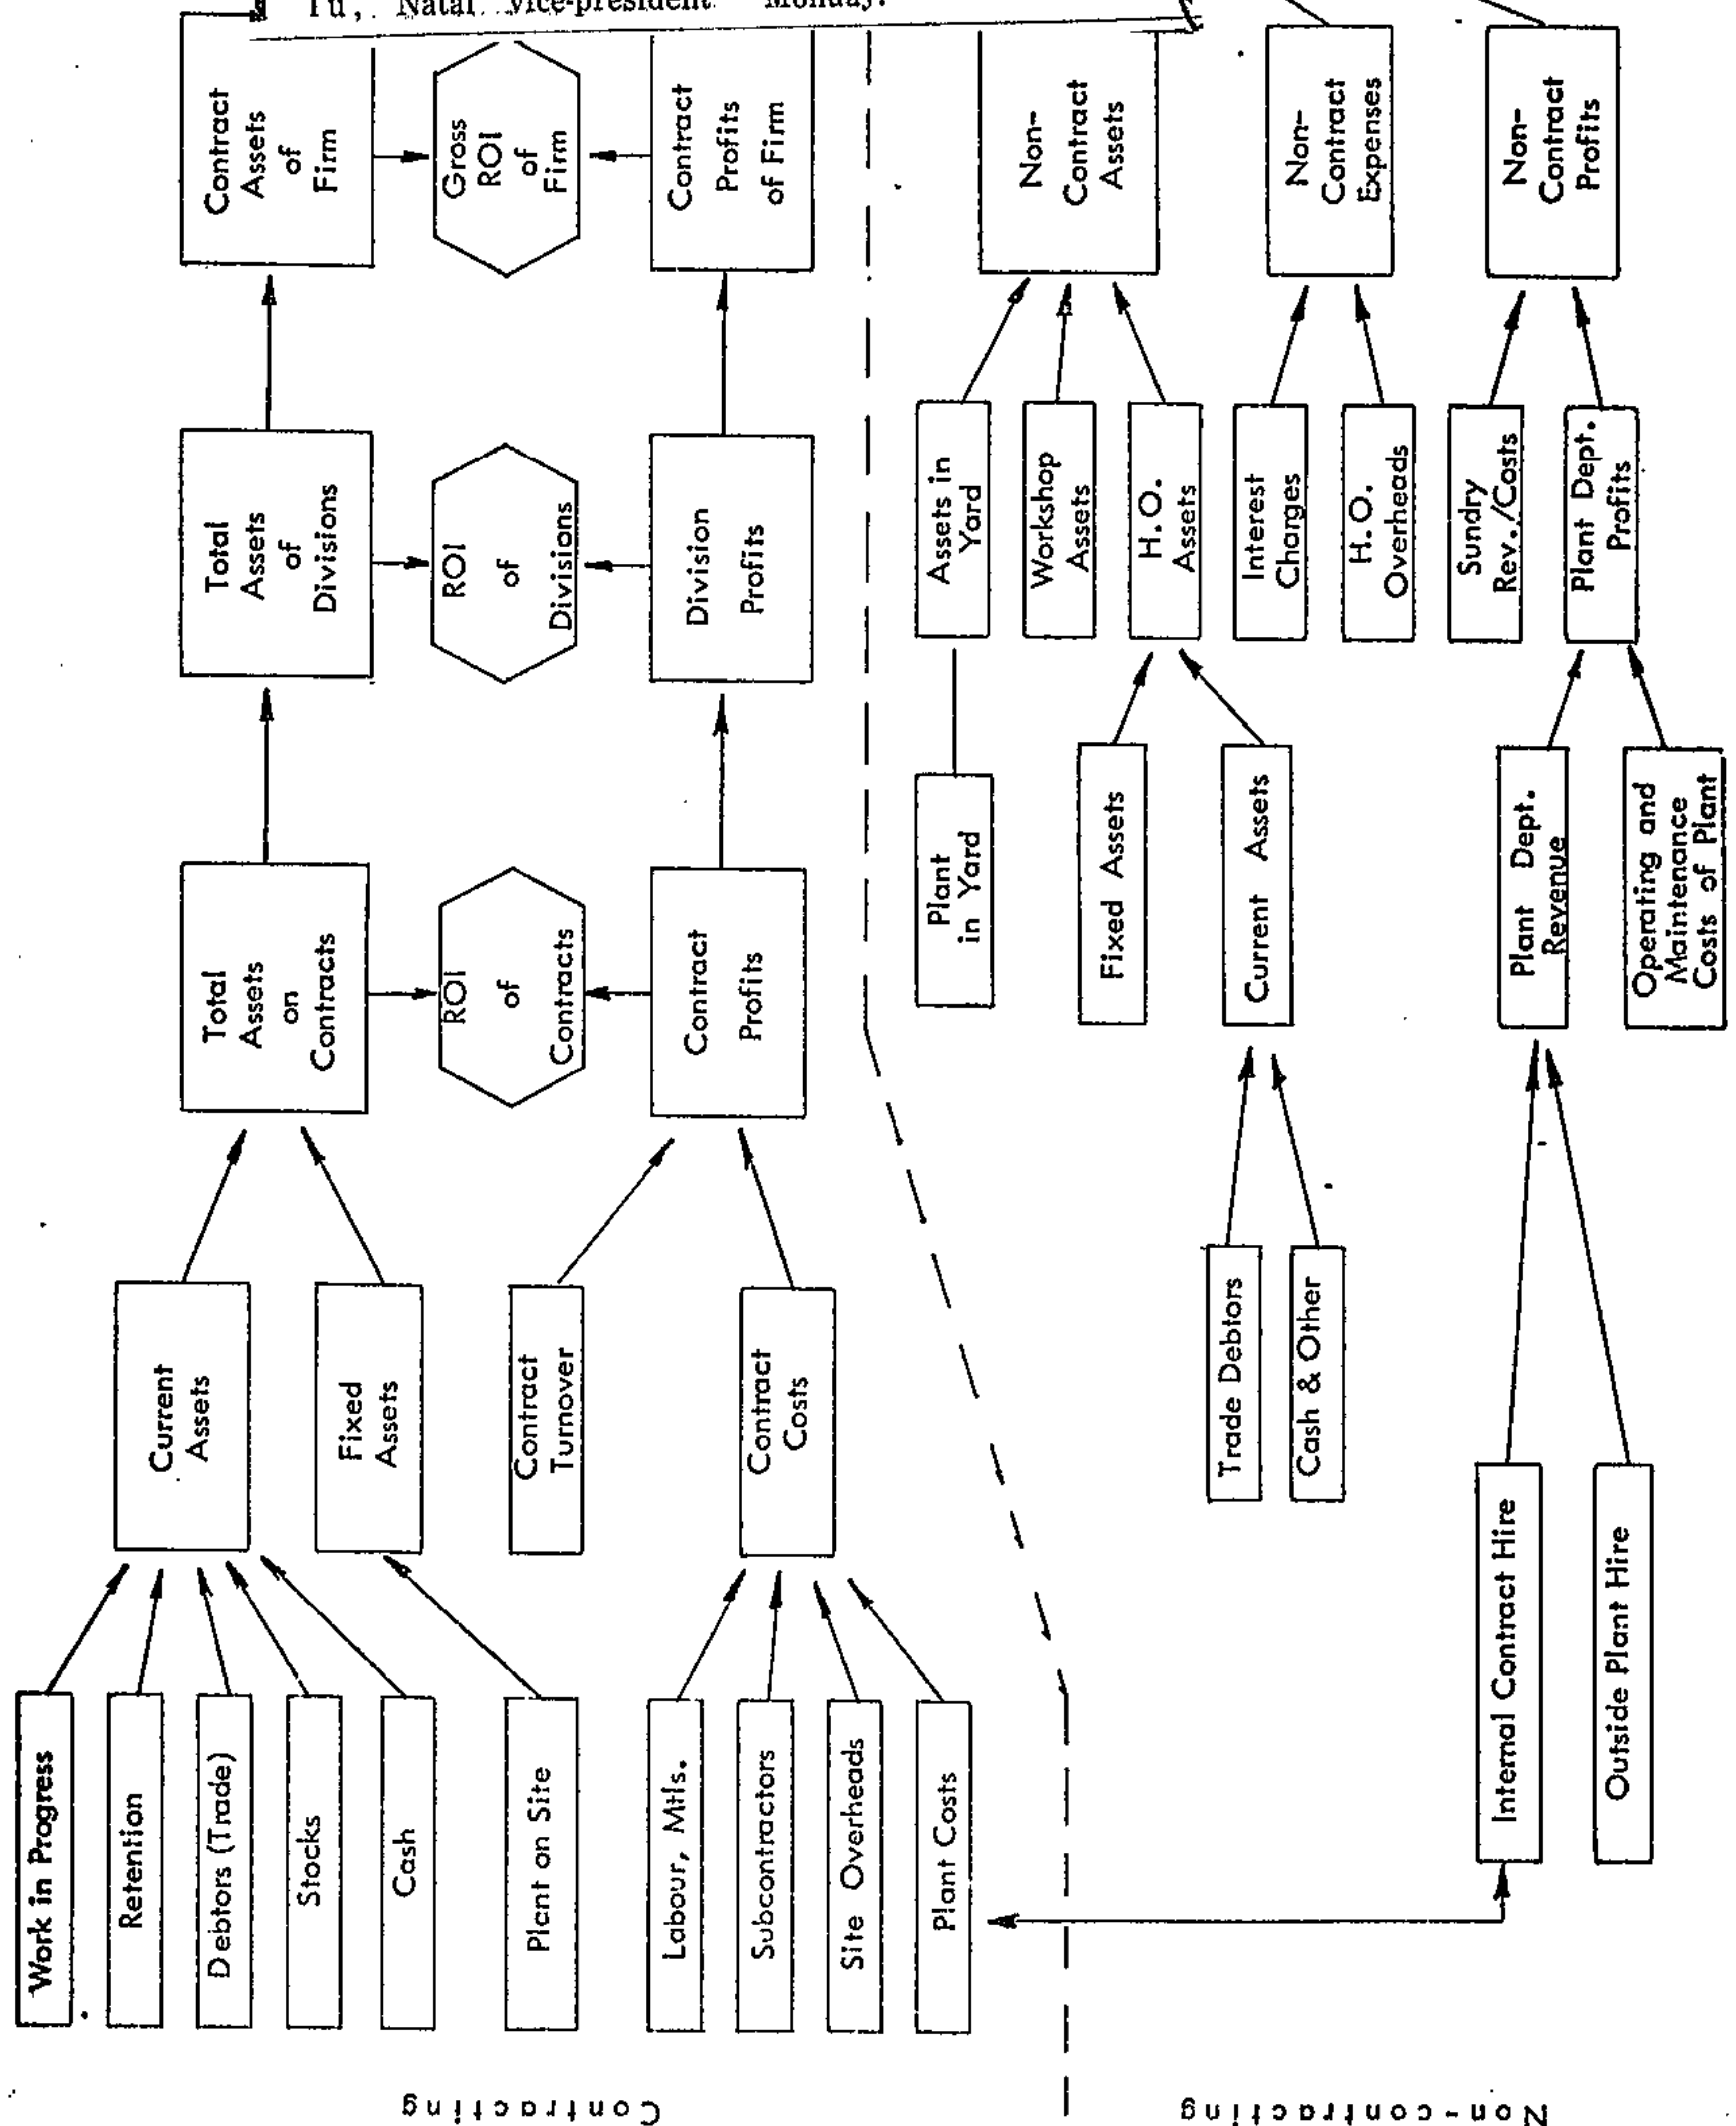 Natal vice-president Monday.
Contracting
Work in Progress
Retention
Debtors (Trade)
Stocks
Cash
Plant on Site
Labour, Mtls.
Subcontractors
Site Overheads
Plant Costs
Current
Assets
Fixed
Assets
Contract
Turnover
Contract
Costs
Total
Assets
on
Contracts
ROI
of
Contracts
Contract
Profits
Total
Assets
of
Divisions
ROI
of
Divisions
Division
Profits
Contract
Assets
of
Firm
Gross
ROI
of
Firm
Contract
Profits
of Firm
Non-contracting
Internal Contract Hire
Outside Plant Hire
Trade Debtors
Cash & Other
Plant
in Yard
Fixed Assets
Current Assets
Plant Dept.
Revenue
Operating and
Maintenance
Costs of Plant
Assets in
Yard
Workshop
Assets
H.O.
Assets
Interest
Charges
H.O.
Overheads
Sundry
Rev./Costs
Plant Dept.
Profits
Non-
Contract
Assets
Non-
Contract
Expenses
Non-
Contract
Profits